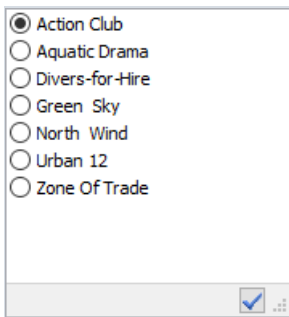 Action Club
Aquatic Drama
Divers-for-Hire
Green  Sky
North  Wind
Urban 12
Zone Of Trade